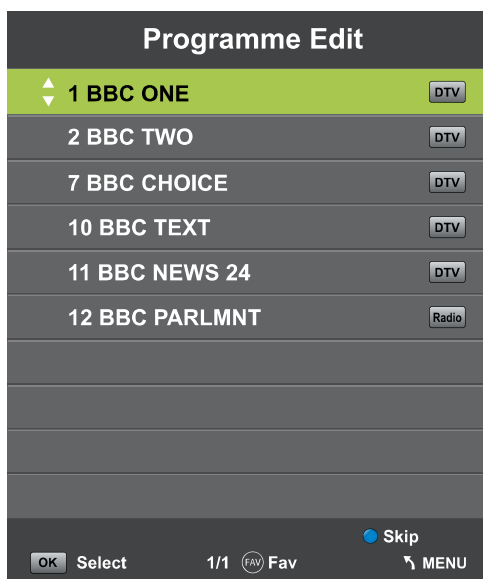 Programme Edit
1 BBC ONE DTV
2 BBC TWO DTV
7 BBC CHOICE DTV
10 BBC TEXT DTV
11 BBC NEWS 24 DTV
12 BBC PARLMNT Radio
Skip
OK Select 1/1 FAV Fav MENU